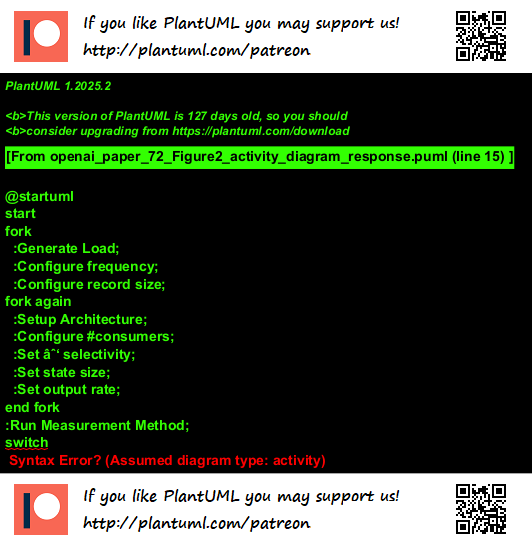 If you like PlantUML you may support us!
http://plantuml.com/patreon
PlantUML 1.2025.2
<b>This version of PlantUML is 127 days old, so you should
<b>consider upgrading from https://plantuml.com/download
[From openai_paper_72_Figure2_activity_diagram_response.puml (line 15) ]
@startuml
start
fork
:Generate Load;
:Configure frequency;
:Configure record size;
fork again
:Setup Architecture;
:Configure #consumers;
:Set âˆ‘ selectivity;
:Set state size;
:Set output rate;
end fork
:Run Measurement Method;
switch
Syntax Error? (Assumed diagram type: activity)
If you like PlantUML you may support us!
http://plantuml.com/patreon